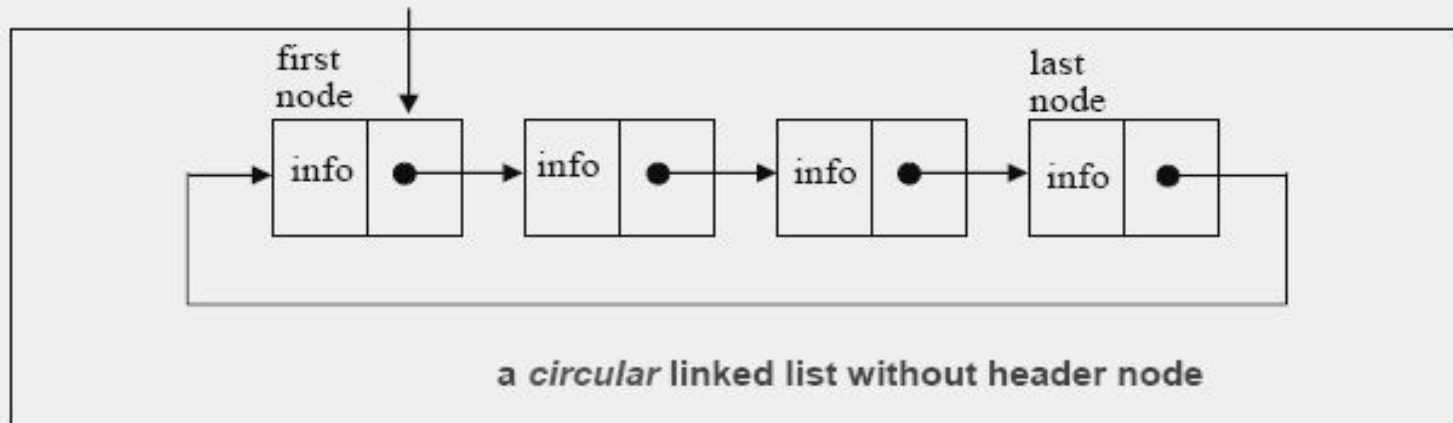 first
node
last
node
info
info
info
info
a circular linked list without header node